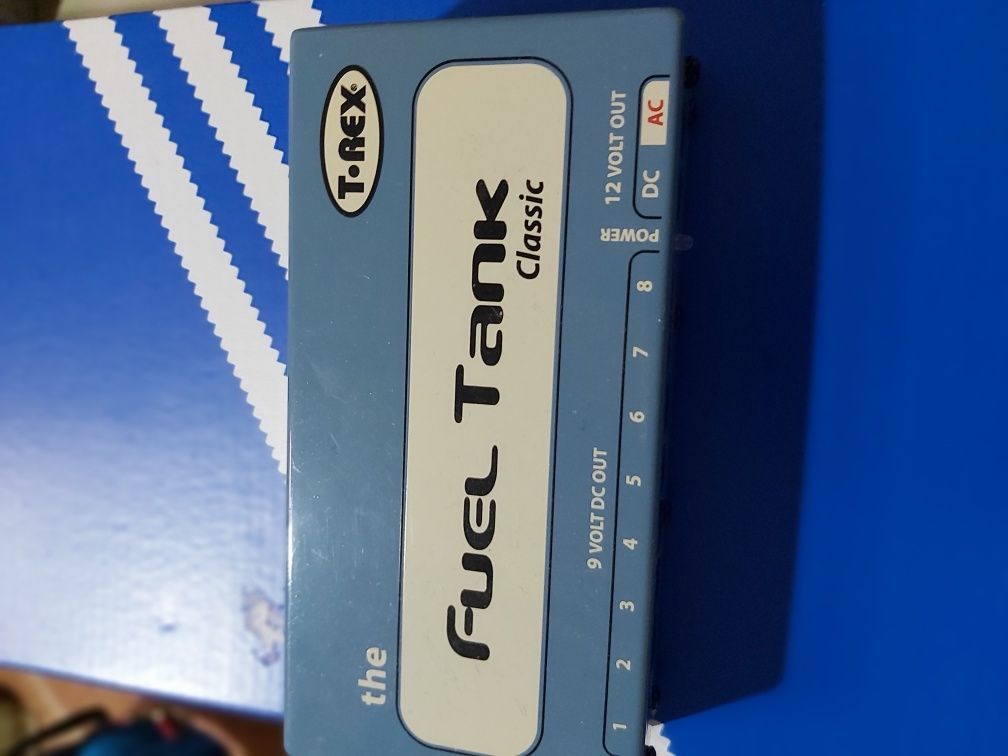 T·REX®
the
Fuel Tank
Classic
9 VOLT DC OUT
1 2 3 4 5 6 7 8
POWER
12 VOLT OUT
DC AC